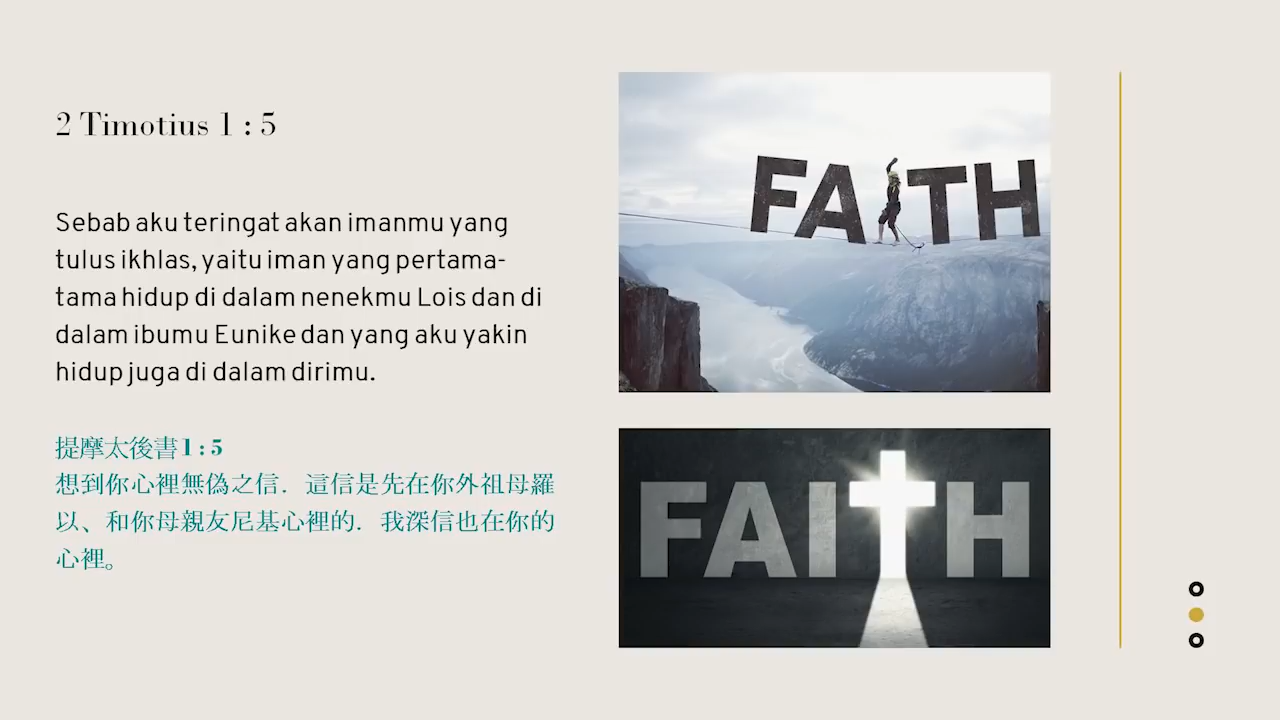 2 Timotius 1 : 5
Sebab aku teringat akan imanmu yang
tulus ikhlas, yaitu iman yang pertama-
tama hidup di dalam nenekmu Lois dan di
dalam ibumu Eunike dan yang aku yakin
hidup juga di dalam dirimu.
提摩太後書1 : 5
想到你心裡無偽之信．這信是先在你外祖母羅
以、和你母親友尼基心裡的．我深信也在你的
心裡。
FAITH
FAITH